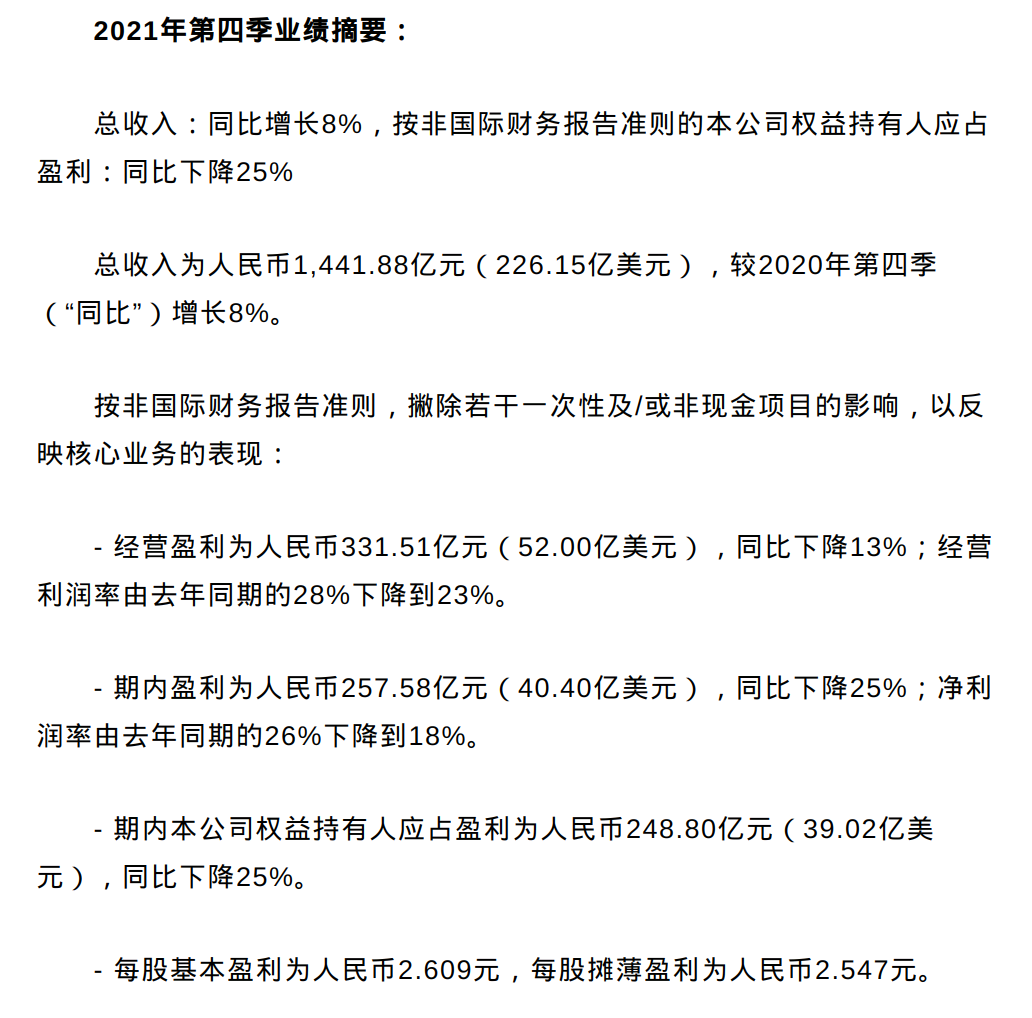 2021年第四季业绩摘要：
总收入：同比增长8%，按非国际财务报告准则的本公司权益持有人应占
盈利：同比下降25%
总收入为人民币1,441.88亿元（226.15亿美元），较2020年第四季
（“同比”）增长8%。
按非国际财务报告准则，撇除若干一次性及/或非现金项目的影响，以反
映核心业务的表现：
- 经营盈利为人民币331.51亿元（52.00亿美元），同比下降13%；经营
利润率由去年同期的28%下降到23%。
- 期内盈利为人民币257.58亿元（40.40亿美元），同比下降25%；净利
润率由去年同期的26%下降到18%。
- 期内本公司权益持有人应占盈利为人民币248.80亿元（39.02亿美
元），同比下降25%。
- 每股基本盈利为人民币2.609元，每股摊薄盈利为人民币2.547元。